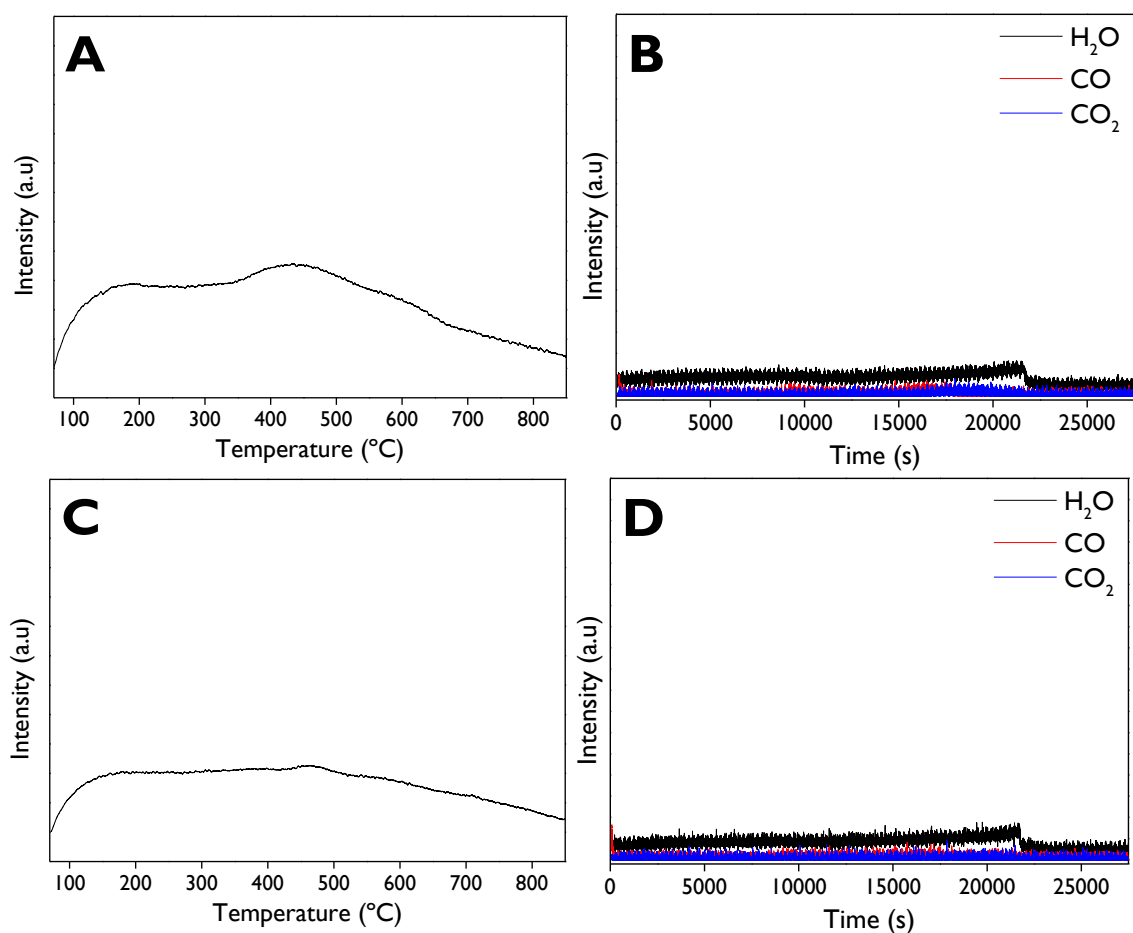 A
Intensity (a.u)
100 200 300 400 500 600 700 800
Temperature (ºC)
B
H₂O
CO
CO₂
Intensity (a.u)
0 5000 10000 15000 20000 25000
Time (s)
C
Intensity (a.u)
100 200 300 400 500 600 700 800
Temperature (ºC)
D
H₂O
CO
CO₂
Intensity (a.u)
0 5000 10000 15000 20000 25000
Time (s)